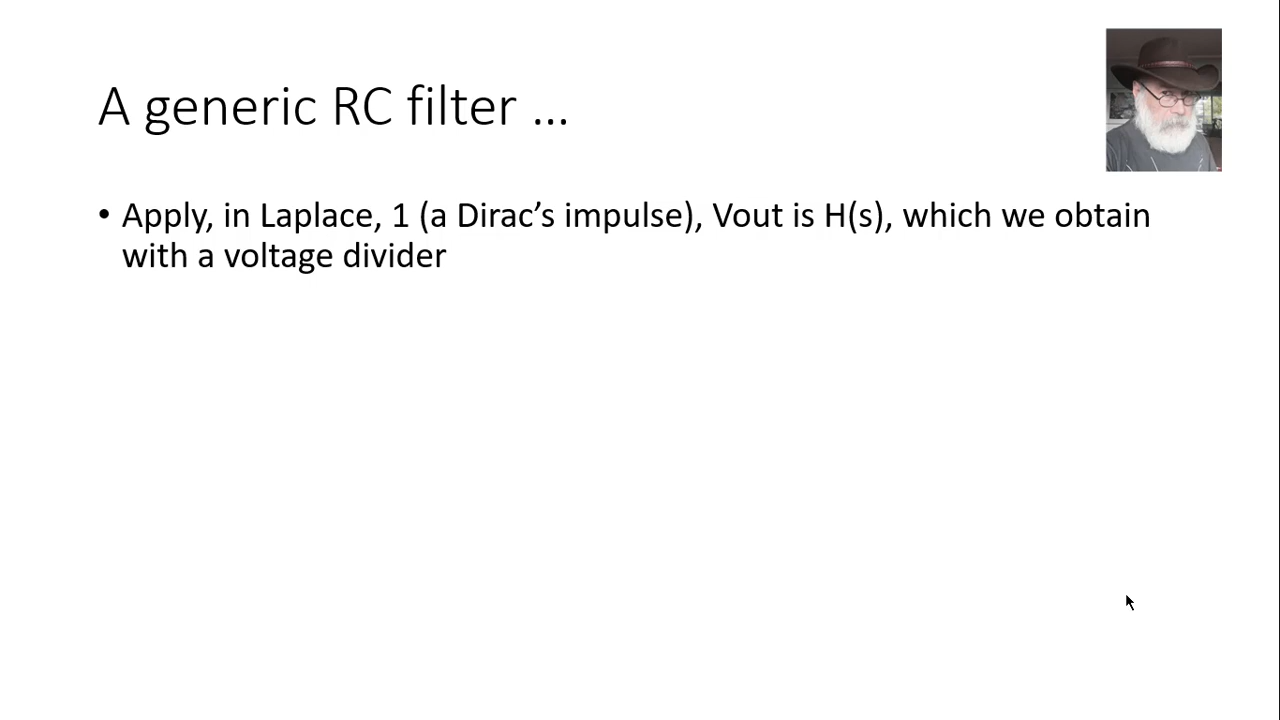 A generic RC filter ...
• Apply, in Laplace, 1 (a Dirac’s impulse), Vout is H(s), which we obtain
with a voltage divider